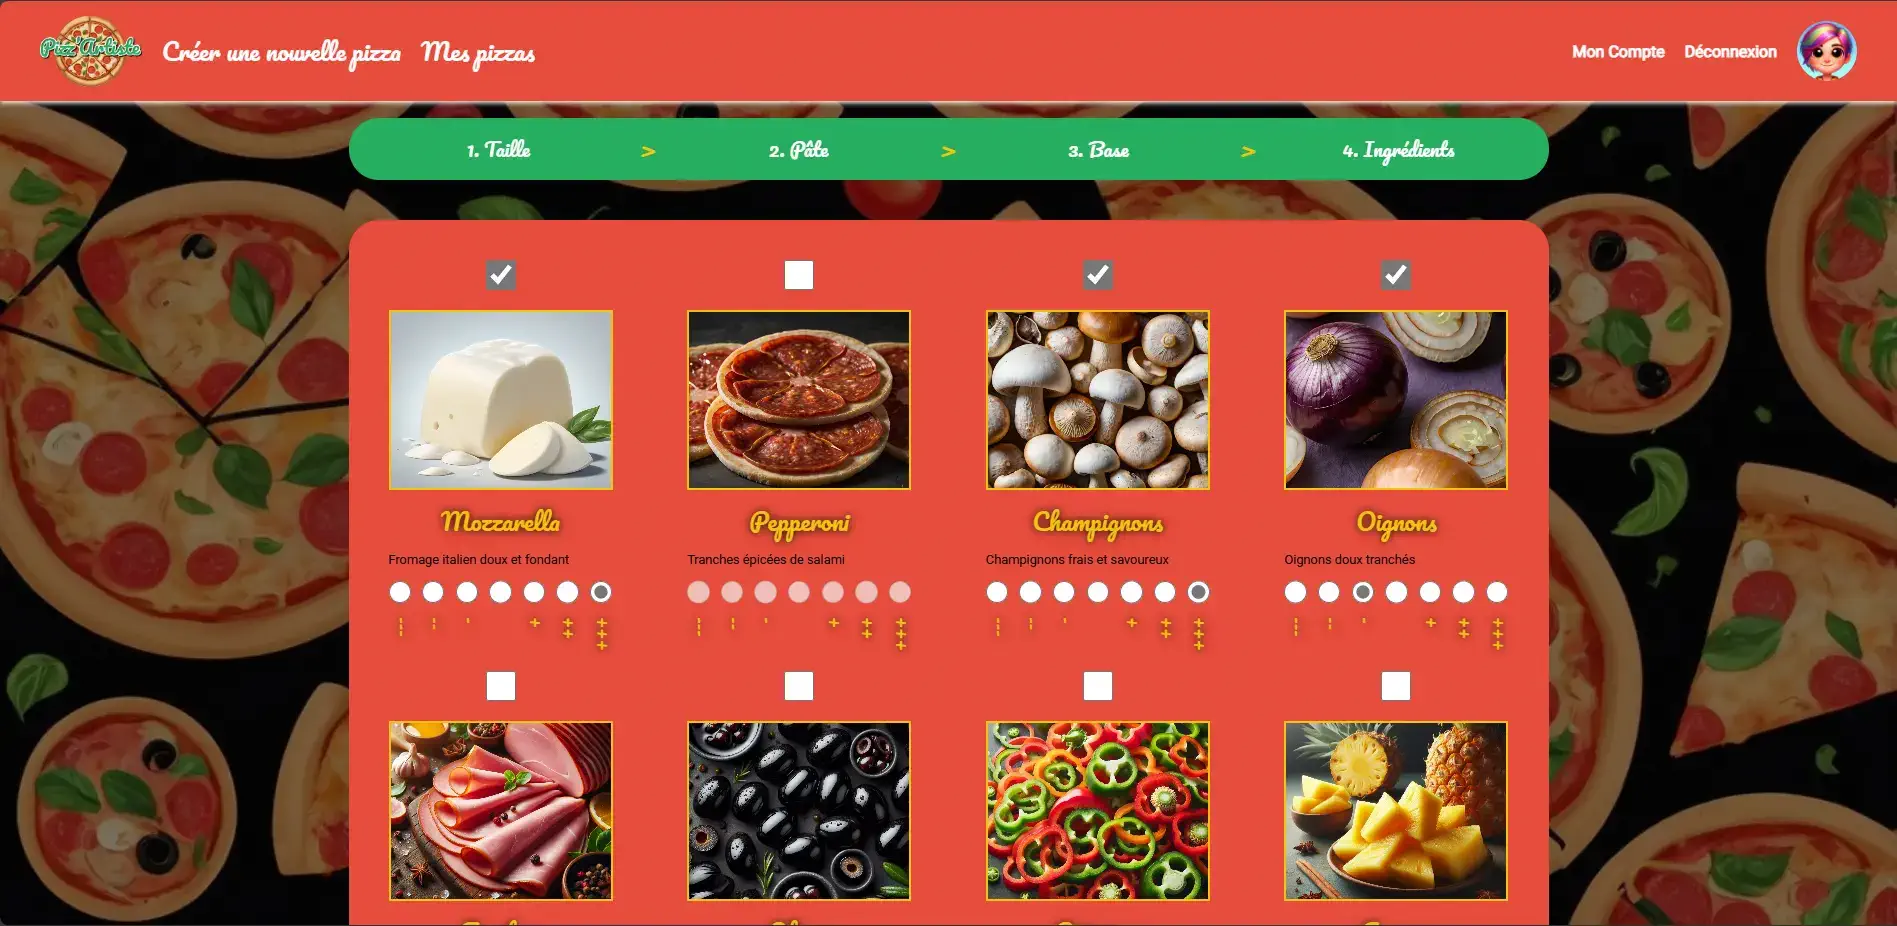 Pizz'Artiste
Créer une nouvelle pizza
Mes pizzas
Mon Compte
Déconnexion
1. Taille > 2. Pâte > 3. Base > 4. Ingrédients
Mozzarella
Fromage italien doux et fondant
- - -
- -
-
+
+ +
+ + +
Pepperoni
Tranches épicées de salami
- - -
- -
-
+
+ +
+ + +
Champignons
Champignons frais et savoureux
- - -
- -
-
+
+ +
+ + +
Oignons
Oignons doux tranchés
- - -
- -
-
+
+ +
+ + +